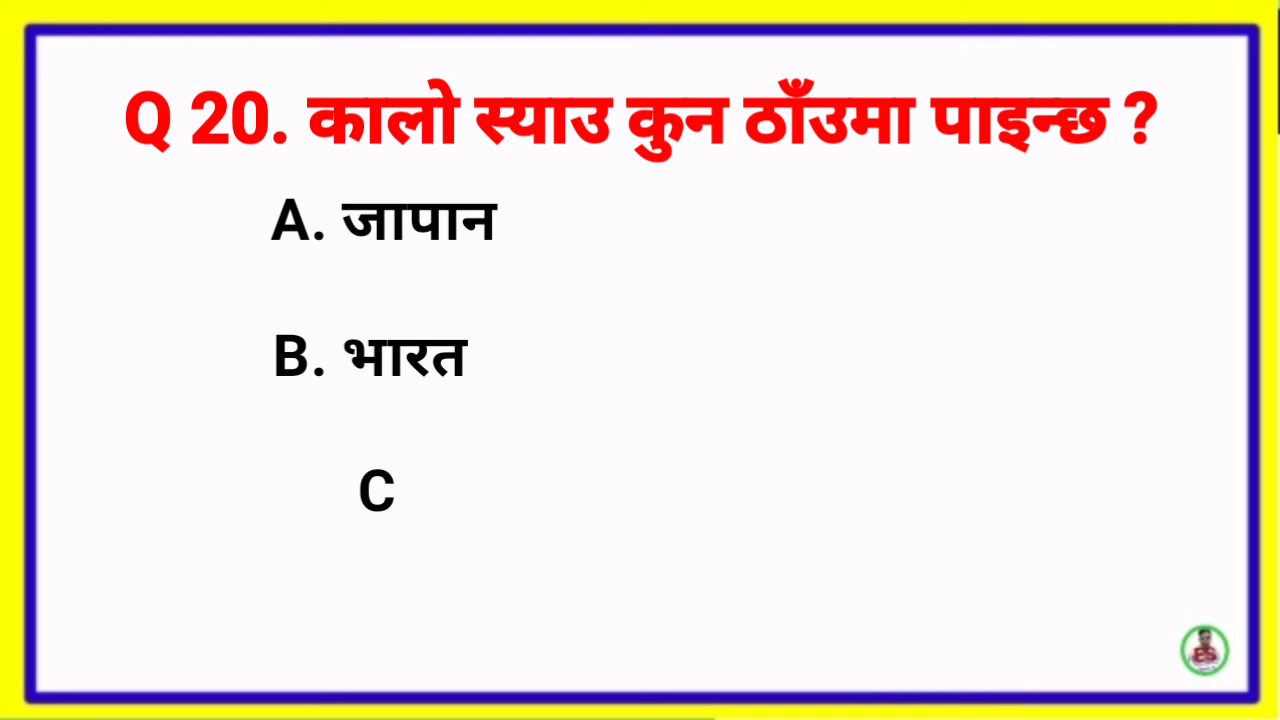 Q 20. कालो स्याउ कुन ठाँउमा पाइन्छ ?
A. जापान
B. भारत
C